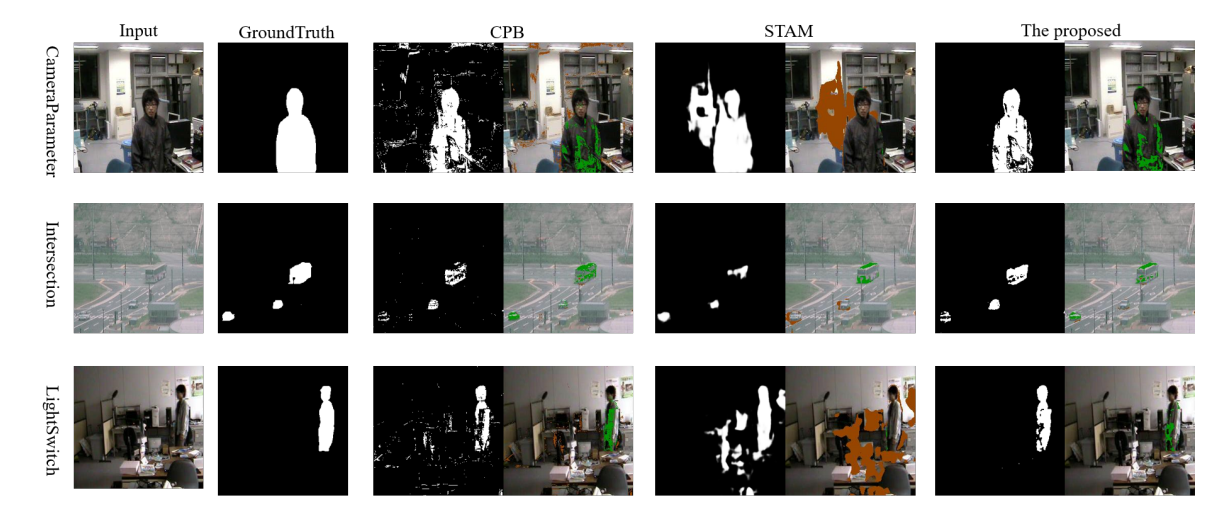 Input GroundTruth CPB STAM The proposed
CameraParameter
Intersection
LightSwitch